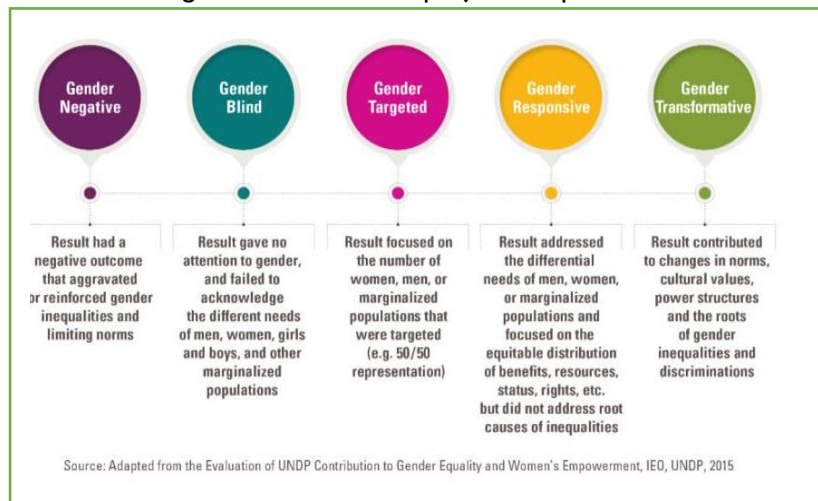 Gender
Negative
Gender
Blind
Gender
Targeted
Gender
Responsive
Gender
Transformative
Result had a
negative outcome
that aggravated
or reinforced gender
inequalities and
limiting norms
Result gave no
attention to gender,
and failed to
acknowledge
the different needs
of men, women, girls
and boys, and other
marginalized
populations
Result focused on
the number of
women, men, or
marginalized
populations that
were targeted
(e.g. 50/50
representation)
Result addressed
the differential
needs of men, women,
or marginalized
populations and
focused on the
equitable distribution
of benefits, resources,
status, rights, etc.
but did not address root
causes of inequalities
Result contributed
to changes in norms,
cultural values,
power structures
and the roots
of gender
inequalities and
discriminations
Source: Adapted from the Evaluation of UNDP Contribution to Gender Equality and Women's Empowerment, IEO, UNDP, 2015